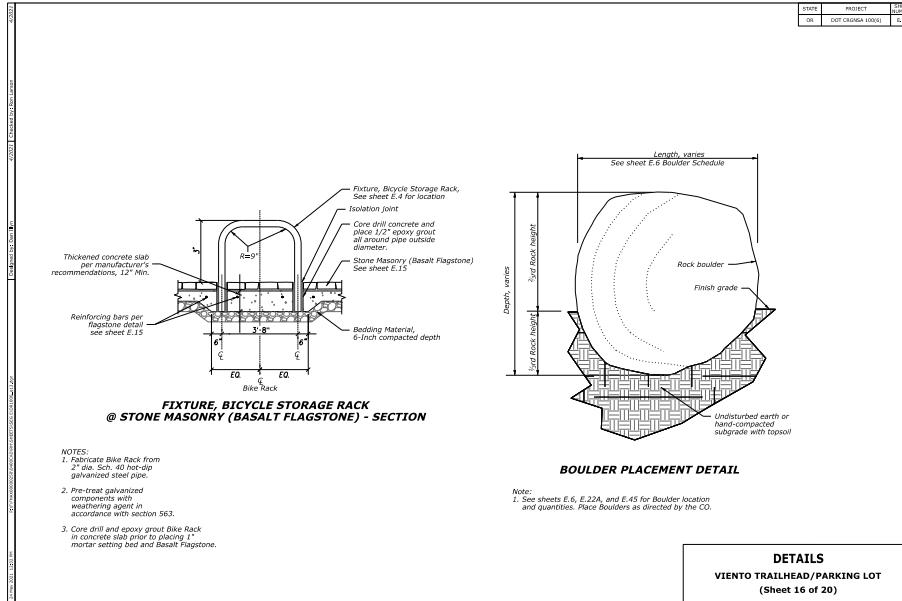 STATE PROJECT
OR DOT CRGNSA 100(6)
4/2021
Checked by: Ron Larson
4/2021
Length, varies
See sheet E.6 Boulder Schedule
Fixture, Bicycle Storage Rack,
See sheet E.4 for location
Isolation joint
Core drill concrete and
place 1/2" epoxy grout
all around pipe outside
diameter.
Stone Masonry (Basalt Flagstone)
See sheet E.15
Thickened concrete slab
per manufacturer's
recommendations, 12" Min.
R=9"
3'
Reinforcing bars per
flagstone detail
see sheet E.15
3'-8"
6"
6"
Bedding Material,
6-Inch compacted depth
EQ.
EQ.
Bike Rack
FIXTURE, BICYCLE STORAGE RACK
@ STONE MASONRY (BASALT FLAGSTONE) - SECTION
Depth, varies
Rock height
Rock height
Rock boulder
Finish grade
Undisturbed earth or
hand-compacted
subgrade with topsoil
BOULDER PLACEMENT DETAIL
NOTES:
1. Fabricate Bike Rack from
2" dia. Sch. 40 hot-dip
galvanized steel pipe.
2. Pre-treat galvanized
components with
weathering agent in
accordance with section 563.
3. Core drill and epoxy grout Bike Rack
in concrete slab prior to placing 1"
mortar setting bed and Basalt Flagstone.
Note:
1. See sheets E.6, E.22A, and E.45 for Boulder location
and quantities. Place Boulders as directed by the CO.
DETAILS
VIENTO TRAILHEAD/PARKING LOT
(Sheet 16 of 20)